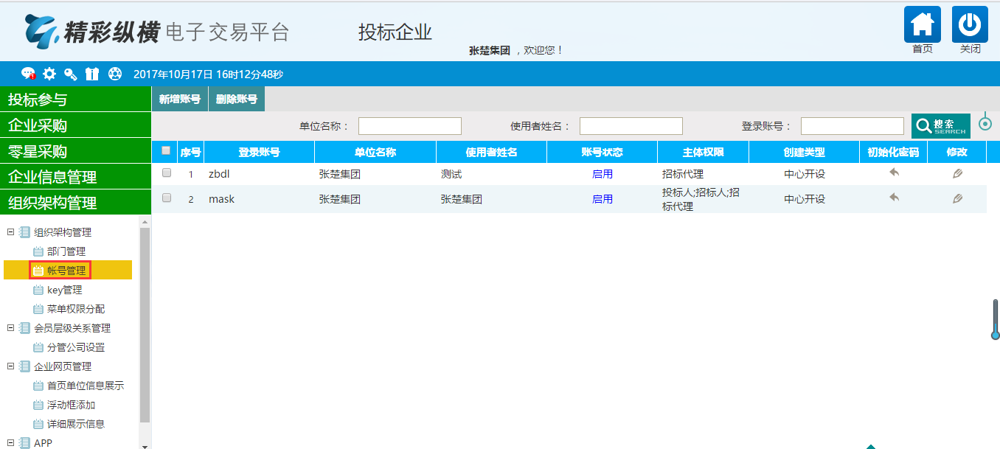 精彩纵横 电子交易平台
投标企业
张楚集团 ，欢迎您！
首页
关闭
2017年10月17日 16时12分48秒
投标参与
企业采购
零星采购
企业信息管理
组织架构管理
组织架构管理
部门管理
帐号管理
key管理
菜单权限分配
会员层级关系管理
分管公司设置
企业网页管理
首页单位信息展示
浮动框添加
详细展示信息
APP
新增账号 删除账号
单位名称： 使用者姓名： 登录账号： 搜索 SEARCH
序号 登录账号 单位名称 使用者姓名 账号状态 主体权限 创建类型 初始化密码 修改
1 zbdl 张楚集团 测试 启用 招标代理 中心开设
2 mask 张楚集团 张楚集团 启用 投标人;招标人;招 中心开设
标代理